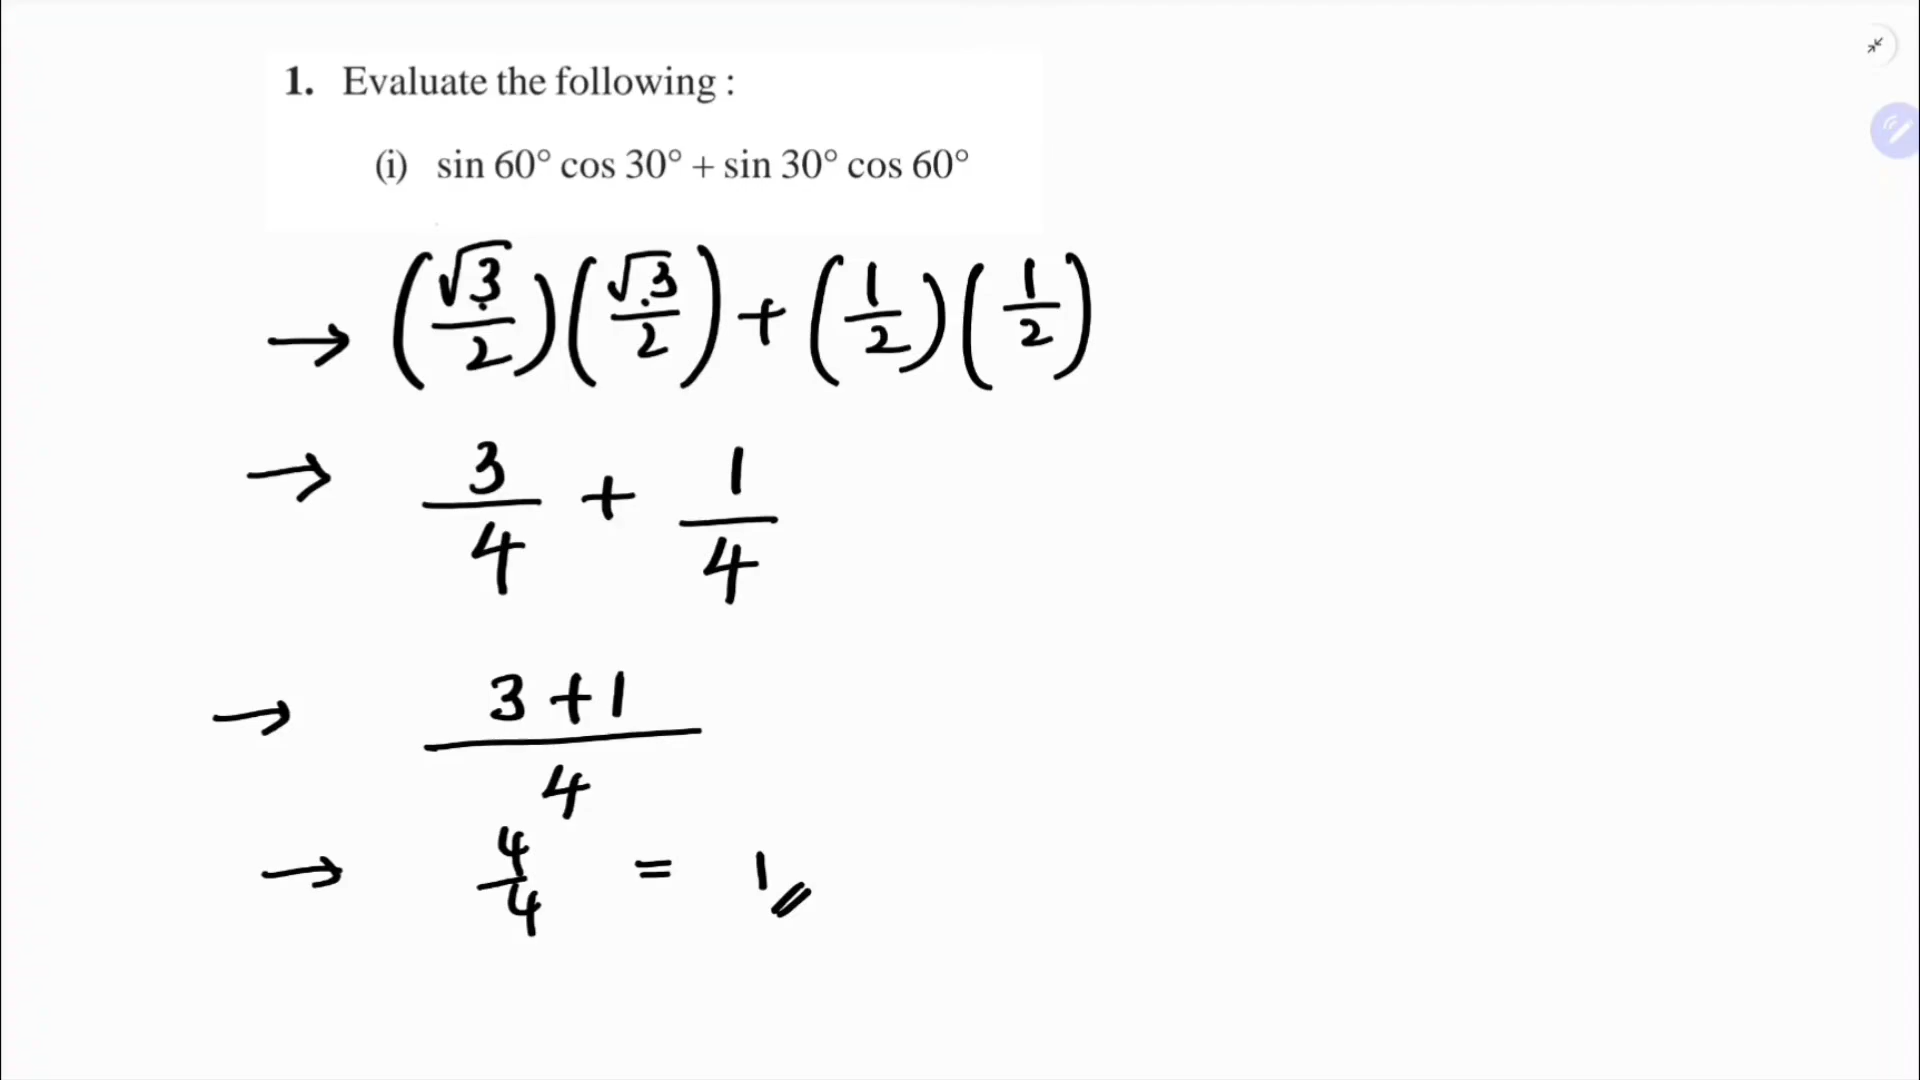 1. Evaluate the following :
(i) sin 60° cos 30° + sin 30° cos 60°
→ (√3/2)(√3/2) + (1/2)(1/2)
→ 3/4 + 1/4
→ 3+1/4
→ 4/4 = 1